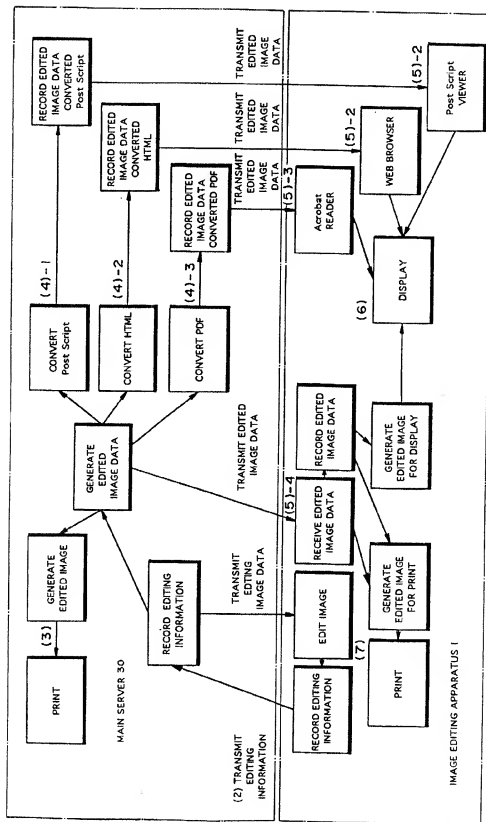 RECORD EDITED
IMAGE DATA
CONVERTED
Post Script
TRANSMIT
EDITED
IMAGE
DATA
(5)-2
Post Script
VIEWER
(4)-1
CONVERT
Post Script
RECORD EDITED
IMAGE DATA
CONVERTED
HTML
TRANSMIT
EDITED
IMAGE
DATA
(5)-2
WEB BROWSER
(4)-2
CONVERT HTML
RECORD EDITED
IMAGE DATA
CONVERTED PDF
TRANSMIT
EDITED
IMAGE
DATA
(5)-3
Acrobat
READER
(4)-3
CONVERT PDF
(6)
DISPLAY
GENERATE
EDITED
IMAGE DATA
TRANSMIT EDITED
IMAGE DATA
(5)-4
RECEIVE EDITED
IMAGE DATA
RECORD EDITED
IMAGE DATA
GENERATE
EDITED IMAGE
FOR DISPLAY
GENERATE
EDITED IMAGE
(3)
PRINT
RECORD EDITING
INFORMATION
TRANSMIT
EDTING
IMAGE DATA
EDIT IMAGE
GENERATE
EDITED IMAGE
FOR PRINT
(7)
PRINT
MAIN SERVER 30
(2) TRANSMIT
EDITING
INFORMATION
RECORD EDITING
INFORMATION
IMAGE EDITING APPARATUS I